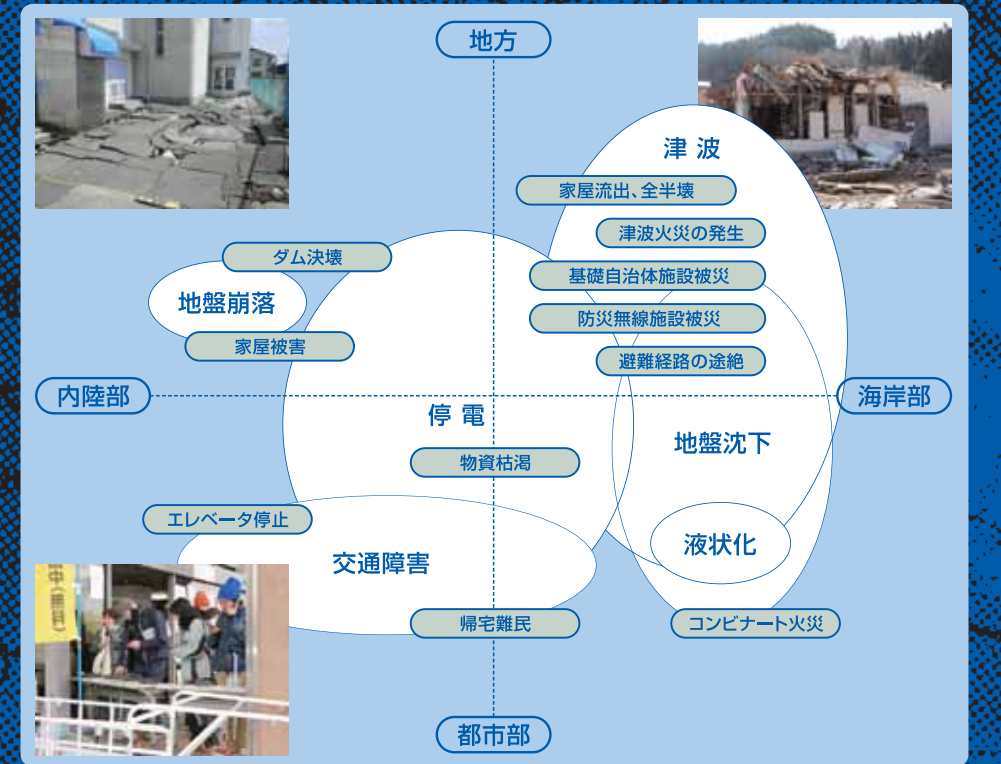 地方
津 波
家屋流出、全半壊
津波火災の発生
ダム決壊
基礎自治体施設被災
地盤崩落
防災無線施設被災
家屋被害
避難経路の途絶
内陸部
海岸部
停 電
地盤沈下
物資枯渇
エレベータ停止
液状化
交通障害
帰宅難民
コンビナート火災
都市部
中(無料)